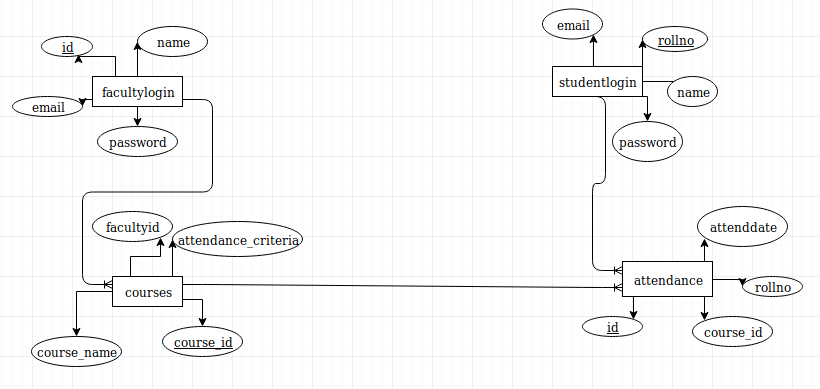 email
id
name
rollno
factylogin
studentlogin
name
email
password
password
facultyid
attendance_criteria
attenddate
courses
attendance
rollno
course_name
course_id
id
course_id